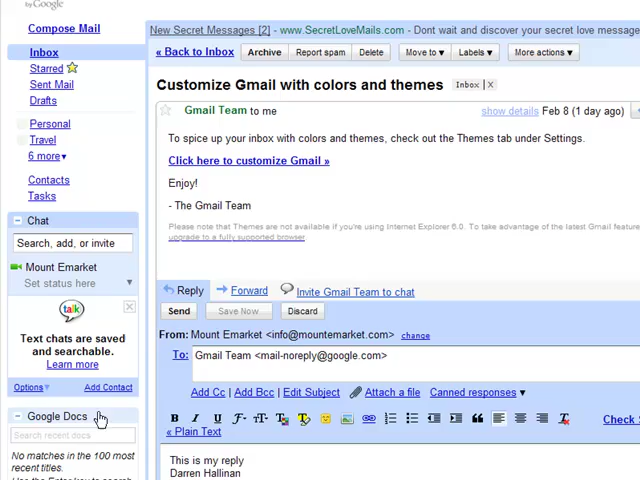 by Google
Compose Mail
New Secret Messages [2] - www.SecretLoveMails.com - Dont wait and discover your secret love message
Inbox
Starred
Sent Mail
Drafts
Personal
Travel
6 more▼
Contacts
Tasks
« Back to Inbox Archive Report spam Delete Move to▼ Labels▼ More actions▼
Customize Gmail with colors and themes Inbox | X
Gmail Team to me show details Feb 8 (1 day ago)
To spice up your inbox with colors and themes, check out the Themes tab under Settings.
Click here to customize Gmail »
Enjoy!
- The Gmail Team
Please note that Themes are not available if you're using Internet Explorer 6.0. To take advantage of the latest Gmail feature
upgrade to a fully supported browser.
Chat
Search, add, or invite
Mount Emarket
Set status here
talk
Text chats are saved
and searchable.
Learn more
Options▼ Add Contact
Google Docs
Search recent docs
No matches in the 100 most
recent titles.
Reply Forward Invite Gmail Team to chat
Send Save Now Discard
From: Mount Emarket <info@mountemarket.com> change
To: Gmail Team <mail-noreply@google.com>
Add Cc | Add Bcc | Edit Subject Attach a file Canned responses▼
B I U Check S
« Plain Text
This is my reply
Darren Hallinan